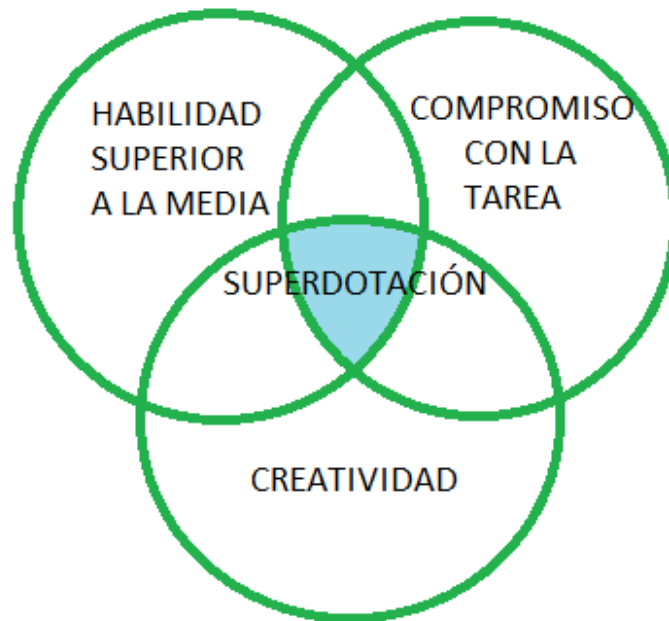 HABILIDAD
SUPERIOR
A LA MEDIA
COMPROMISO
CON LA
TAREA
SUPERDOTACIÓN
CREATIVIDAD